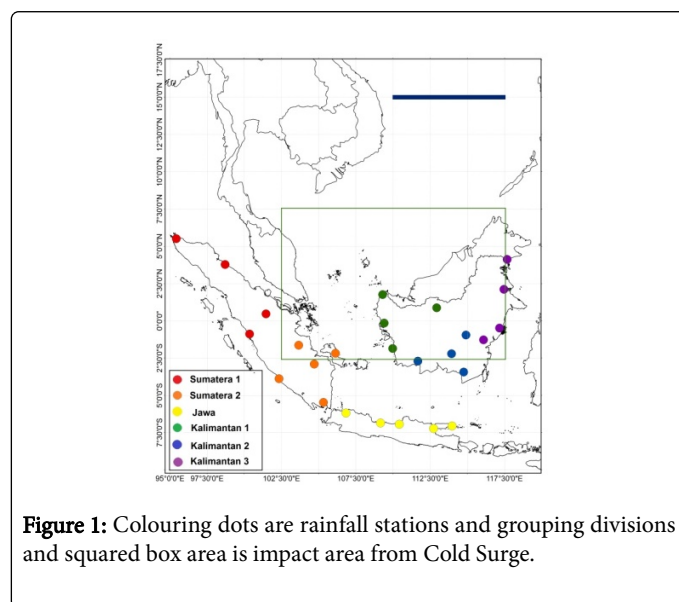 17°30'0"N
15°0'0"N
12°30'0"N
10°0'0"N
7°30'0"N
5°0'0"N
2°30'0"N
0°0'0"
2°30'0"S
5°0'0"S
7°30'0"S
Sumatera 1
Sumatera 2
Jawa
Kalimantan 1
Kalimantan 2
Kalimantan 3
95°0'0"E 97°30'0"E 102°30'0"E 107°30'0"E 112°30'0"E 117°30'0"E
Figure 1: Colouring dots are rainfall stations and grouping divisions
and squared box area is impact area from Cold Surge.